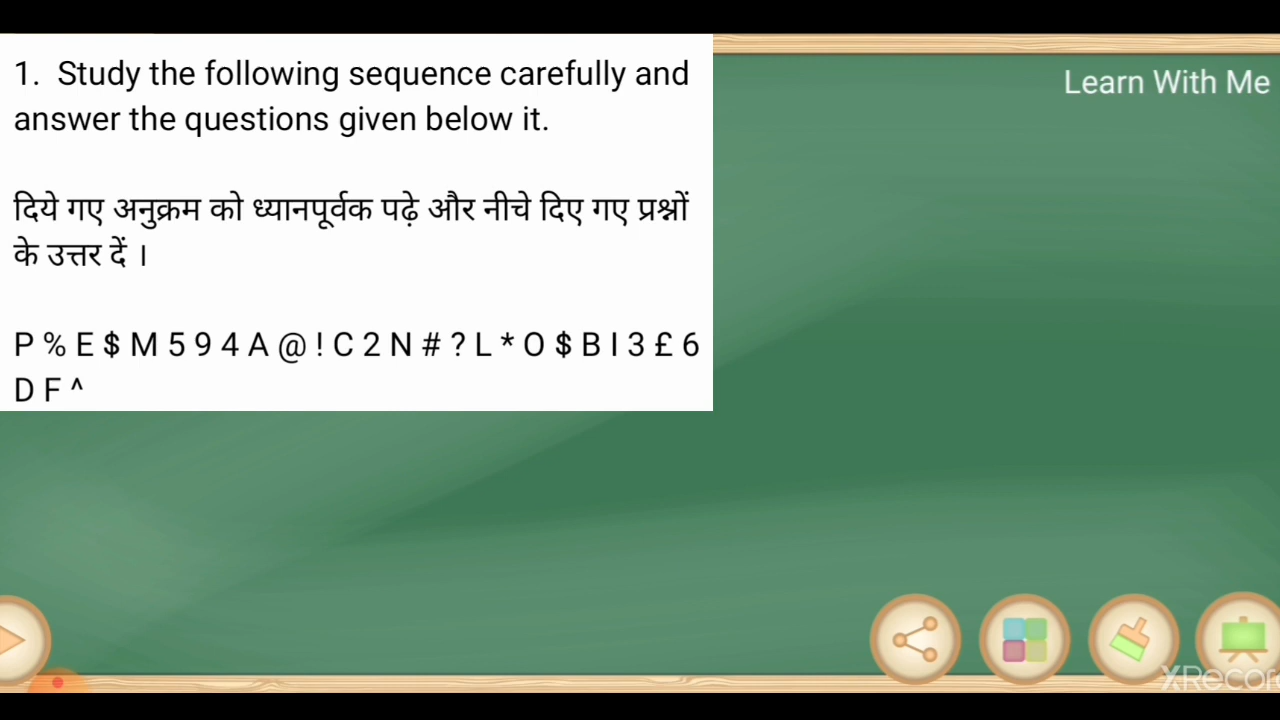 1. Study the following sequence carefully and
answer the questions given below it.
दिये गए अनुक्रम को ध्यानपूर्वक पढ़े और नीचे दिए गए प्रश्नों
के उत्तर दें ।
P % E $ M 5 9 4 A @ ! C 2 N # ? L * O $ B I 3 £ 6
D F ^
Learn With Me
XRecor